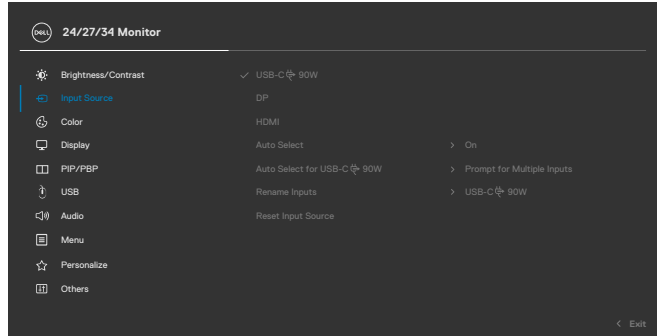 DELL 24/27/34 Monitor
Brightness/Contrast USB-C 90W
Input Source DP
Color HDMI
Display Auto Select On
PIP/PBP Auto Select for USB-C 90W Prompt for Multiple Inputs
USB Rename Inputs USB-C 90W
Audio Reset Input Source
Menu
Personalize
Others
Exit